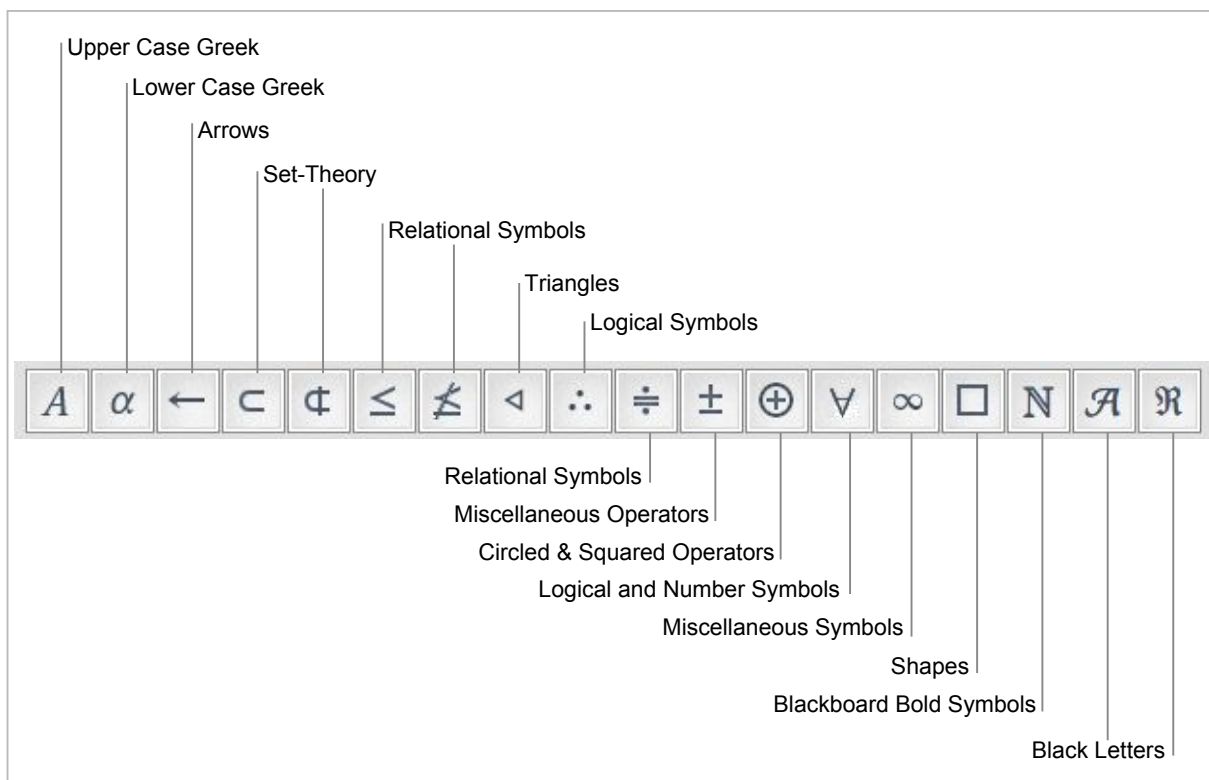 Upper Case Greek
Lower Case Greek
Arrows
Set-Theory
Relational Symbols
Triangles
Logical Symbols
A α ← ⊂ ⊄ ≤ ≰ ◁ ∴ ≑ ± ⊕ ∀ ∞ □ ℕ 𝒜 ℜ
Relational Symbols
Miscellaneous Operators
Circled & Squared Operators
Logical and Number Symbols
Miscellaneous Symbols
Shapes
Blackboard Bold Symbols
Black Letters